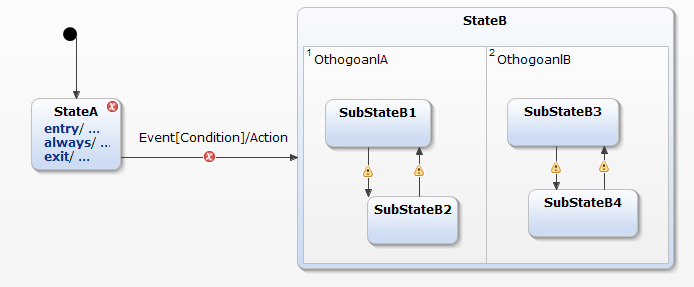 StateB
1 OthogoanlA
2 OthogoanlB
StateA
entry/ ...
always/ ...
exit/ ...
Event[Condition]/Action
SubStateB1
SubStateB3
SubStateB2
SubStateB4